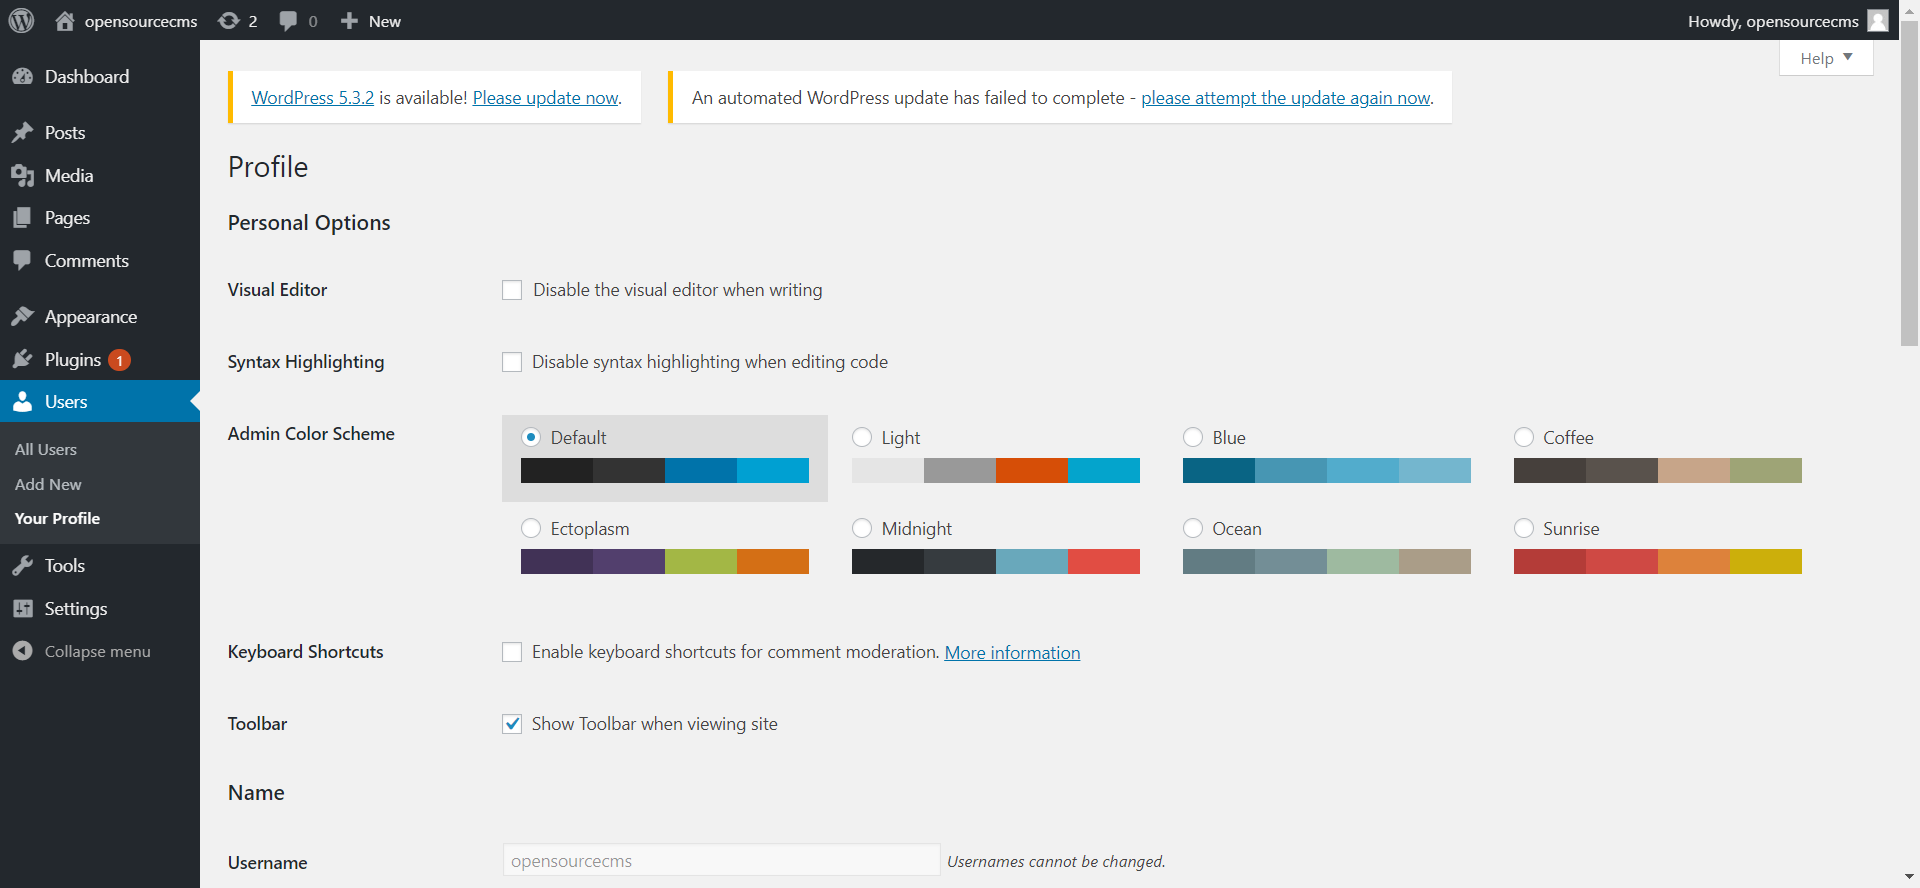 opensourcecms 2 0 New Howdy, opensourcecms
Help
Dashboard
Posts
Media
Pages
Comments
Appearance
Plugins 1
Users
All Users
Add New
Your Profile
Tools
Settings
Collapse menu
WordPress 5.3.2 is available! Please update now.
An automated WordPress update has failed to complete - please attempt the update again now.
Profile
Personal Options
Visual Editor Disable the visual editor when writing
Syntax Highlighting Disable syntax highlighting when editing code
Admin Color Scheme Default Light Blue Coffee
Ectoplasm Midnight Ocean Sunrise
Keyboard Shortcuts Enable keyboard shortcuts for comment moderation. More information
Toolbar Show Toolbar when viewing site
Name
Username opensourcecms Usernames cannot be changed.